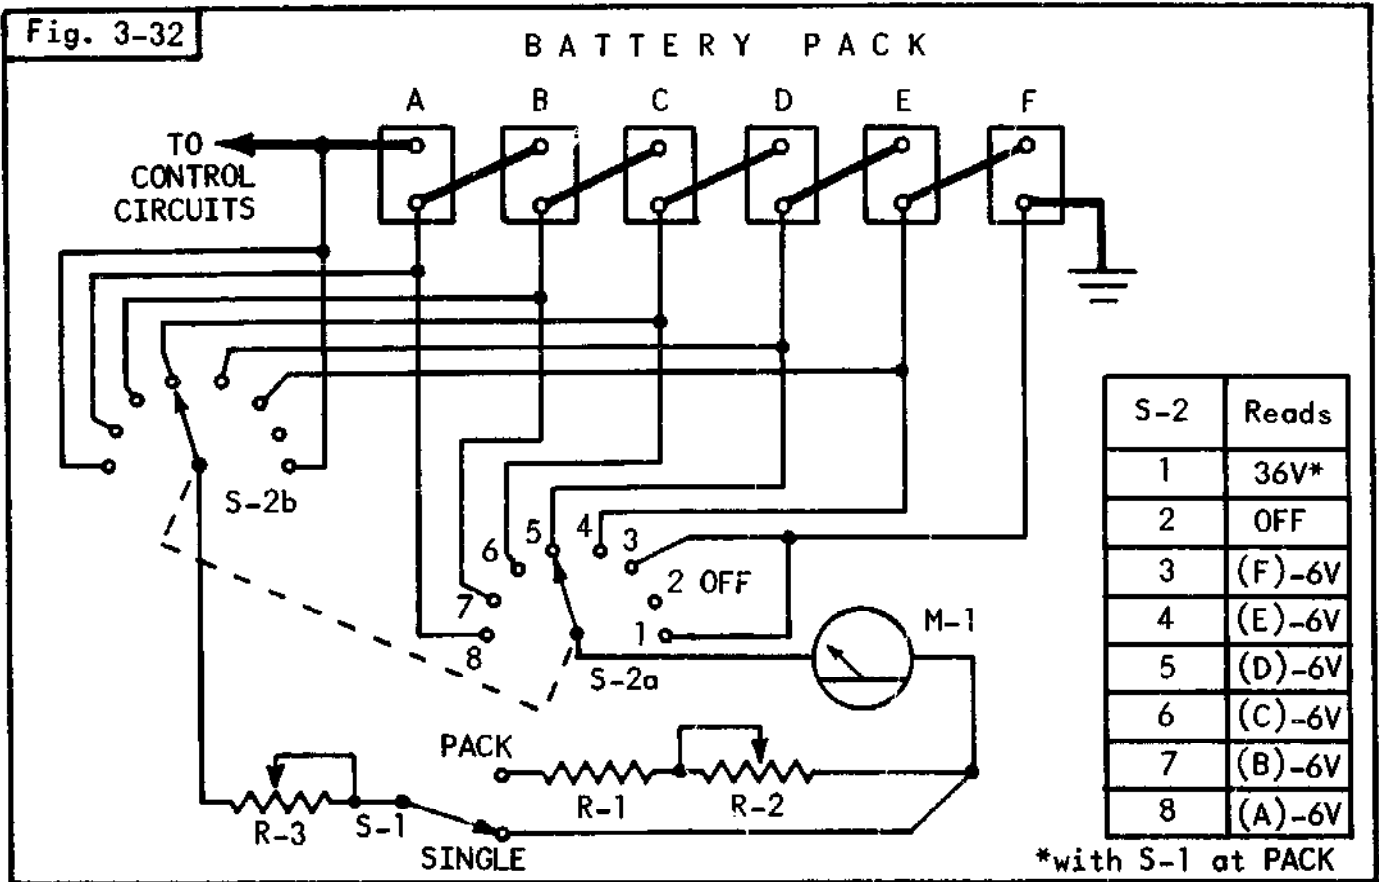 Fig. 3-32
BATTERY PACK
A B C D E F
TO
CONTROL
CIRCUITS
S-2b
5 4 3
6
2 OFF
7
1
8
S-2a
M-1
PACK
R-1 R-2
R-3 S-1
SINGLE
S-2 Reads
1 36V*
2 OFF
3 (F)-6V
4 (E)-6V
5 (D)-6V
6 (C)-6V
7 (B)-6V
8 (A)-6V
*with S-1 at PACK